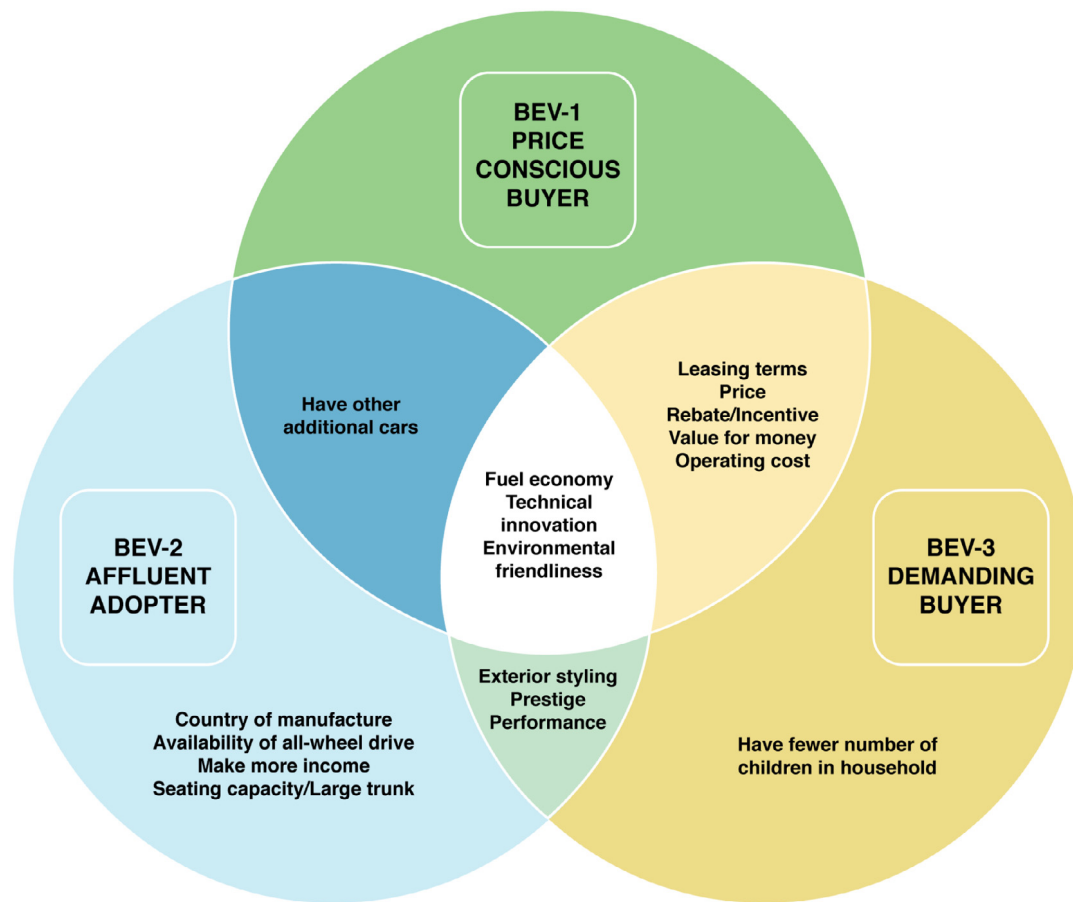 BEV-1
PRICE
CONSCIOUS
BUYER
Have other
additional cars
Leasing terms
Price
Rebate/Incentive
Value for money
Operating cost
Fuel economy
Technical
innovation
Environmental
friendliness
BEV-2
AFFLUENT
ADOPTER
BEV-3
DEMANDING
BUYER
Exterior styling
Prestige
Performance
Country of manufacture
Availability of all-wheel drive
Make more income
Seating capacity/Large trunk
Have fewer number of
children in household